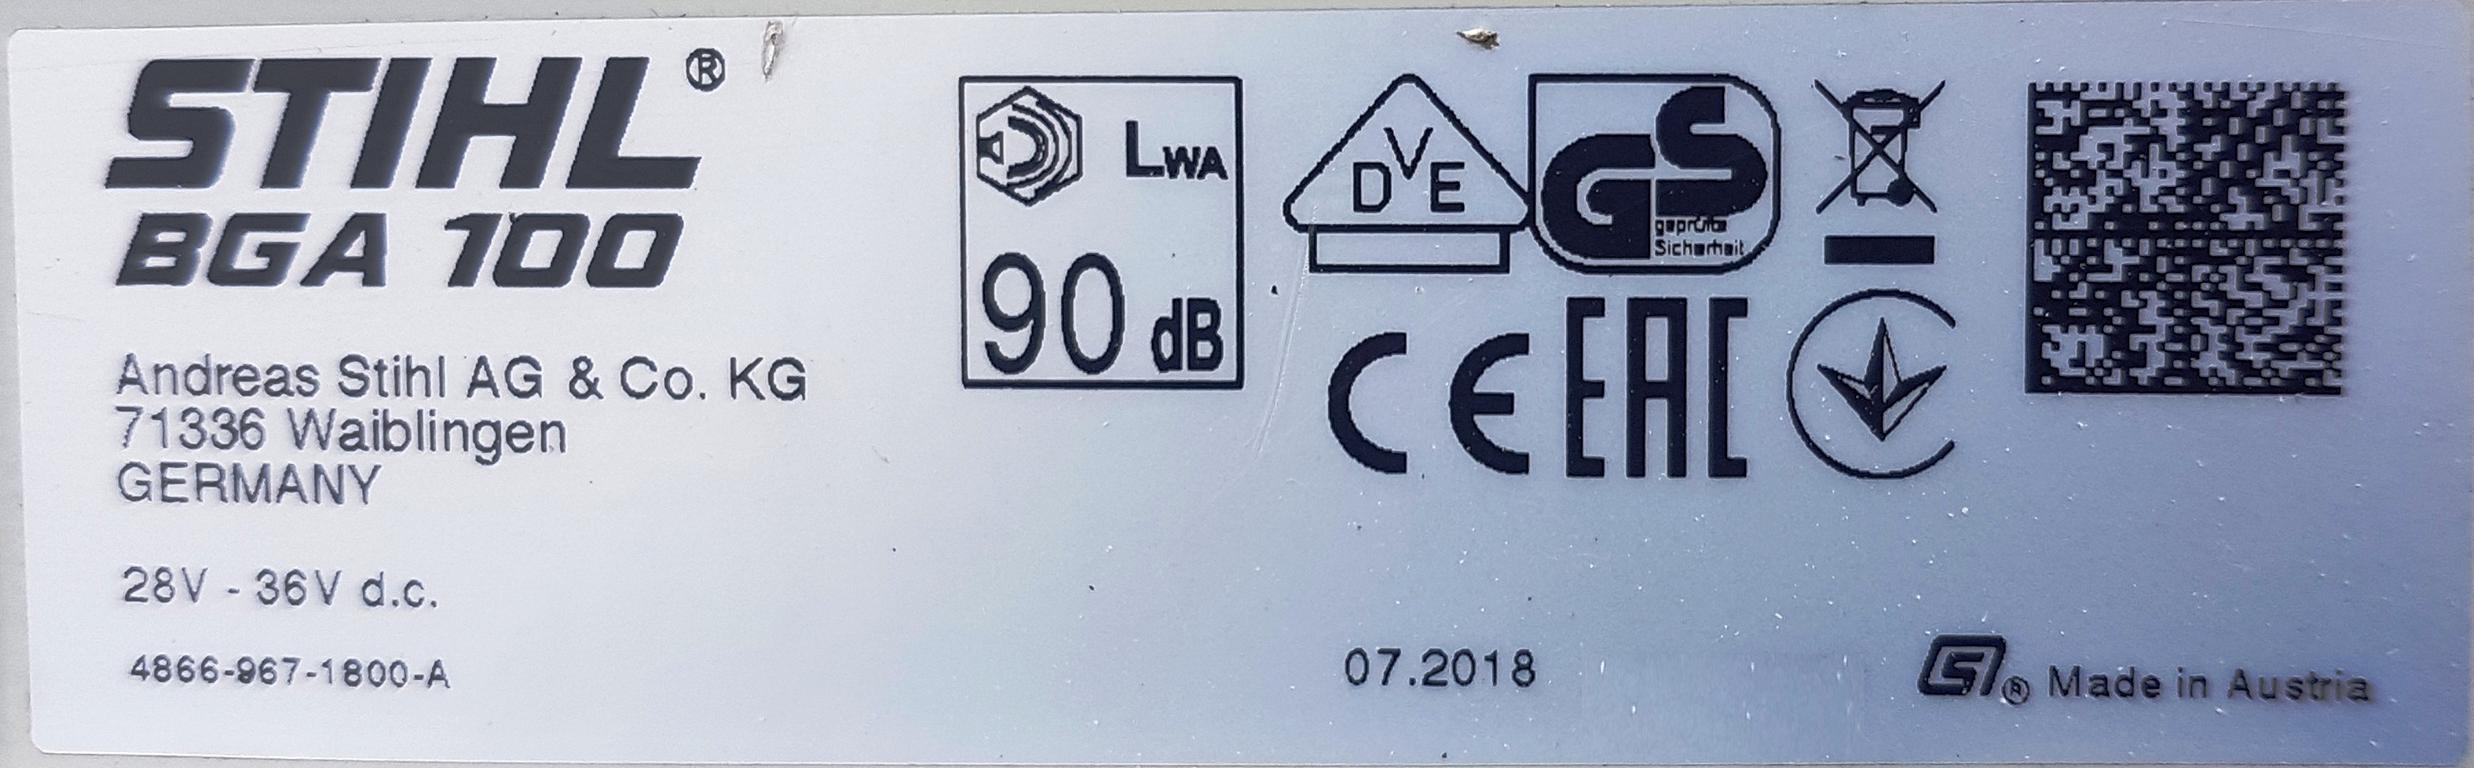 STIHL®
BGA 100
Andreas Stihl AG & Co. KG
71336 Waiblingen
GERMANY
28V - 36V d.c.
4866-967-1800-A
LWA
90 dB
DVE
GS
geprüfte
Sicherheit
CE EAC
07.2018
® Made in Austria